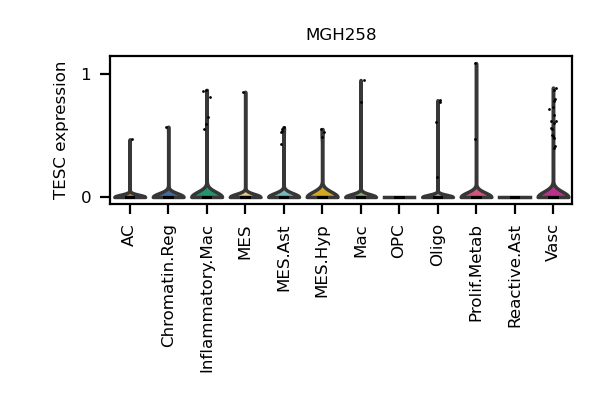 MGH258
TESC expression
1
0
AC
Chromatin.Reg
Inflammatory.Mac
MES
MES.Ast
MES.Hyp
Mac
OPC
Oligo
Prolif.Metab
Reactive.Ast
Vasc